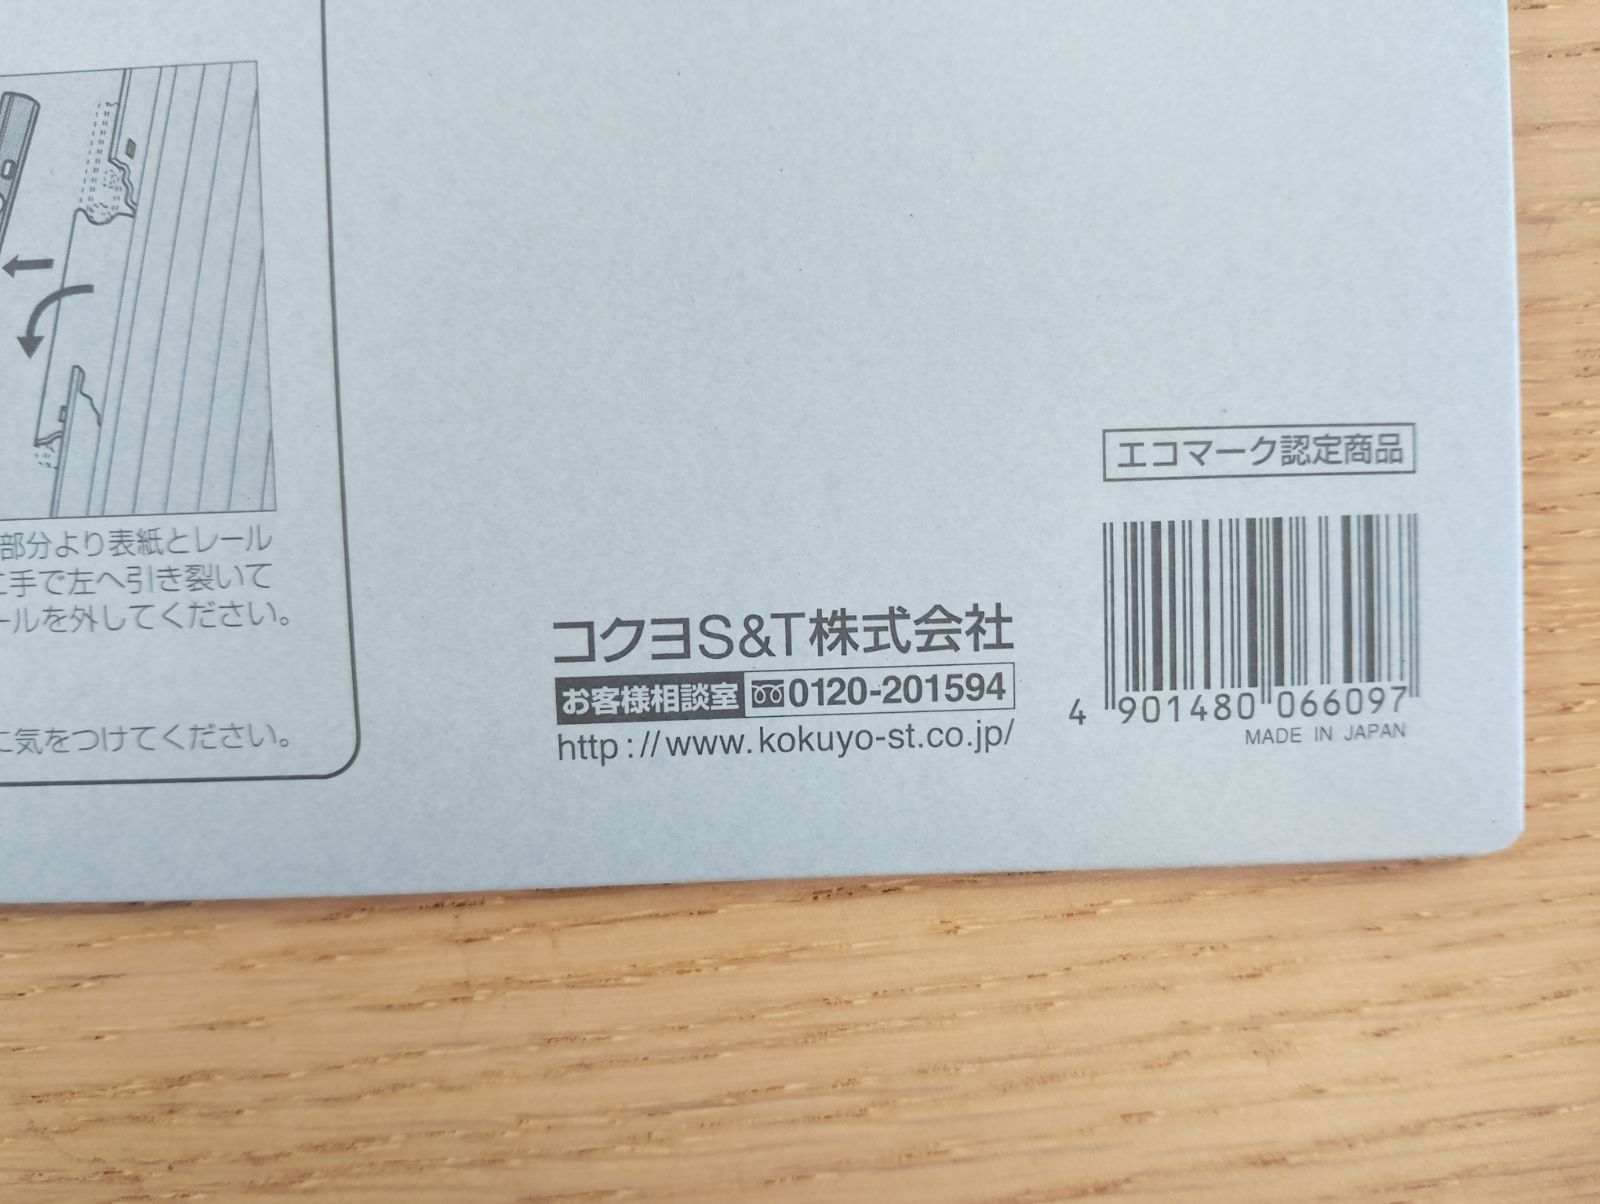 部分より表紙とレール
に手で左へ引き裂いて
ールを外してください。
に気をつけてください。
エコマーク認定商品
コクヨS&T株式会社
お客様相談室 0120-201594
http://www.kokuyo-st.co.jp/
4 901480 066097
MADE IN JAPAN